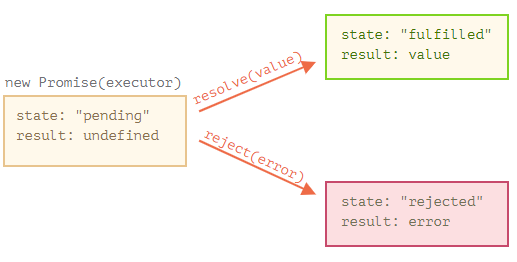 new Promise(executor)
state: "pending"
result: undefined
resolve(value)
state: "fulfilled"
result: value
reject(error)
state: "rejected"
result: error